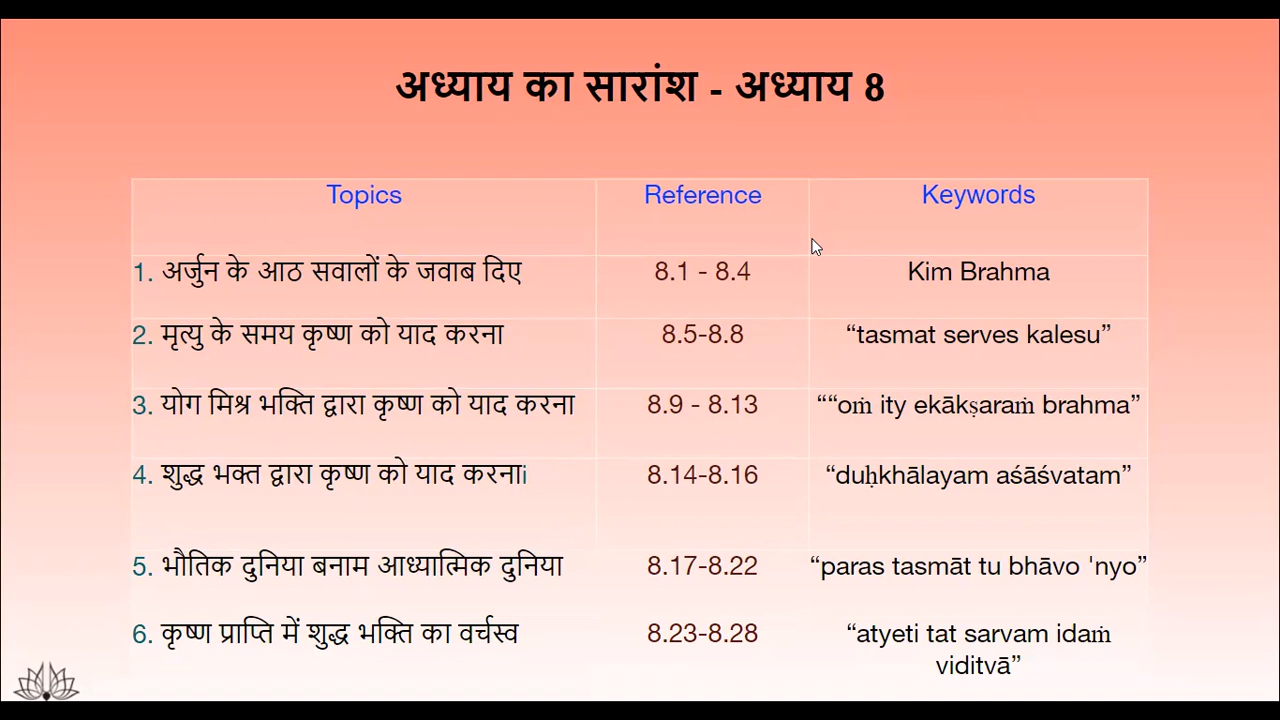 अध्याय का सारांश - अध्याय 8
Topics Reference Keywords
1. अर्जुन के आठ सवालों के जवाब दिए 8.1 - 8.4 Kim Brahma
2. मृत्यु के समय कृष्ण को याद करना 8.5-8.8 “tasmat serves kalesu”
3. योग मिश्र भक्ति द्वारा कृष्ण को याद करना 8.9 - 8.13 ““oṁ ity ekākṣaraṁ brahma”
4. शुद्ध भक्त द्वारा कृष्ण को याद करनाi 8.14-8.16 “duḥkhālayam aśāśvatam”
5. भौतिक दुनिया बनाम आध्यात्मिक दुनिया 8.17-8.22 “paras tasmāt tu bhāvo 'nyo”
6. कृष्ण प्राप्ति में शुद्ध भक्ति का वर्चस्व 8.23-8.28 “atyeti tat sarvam idaṁ
viditvā”